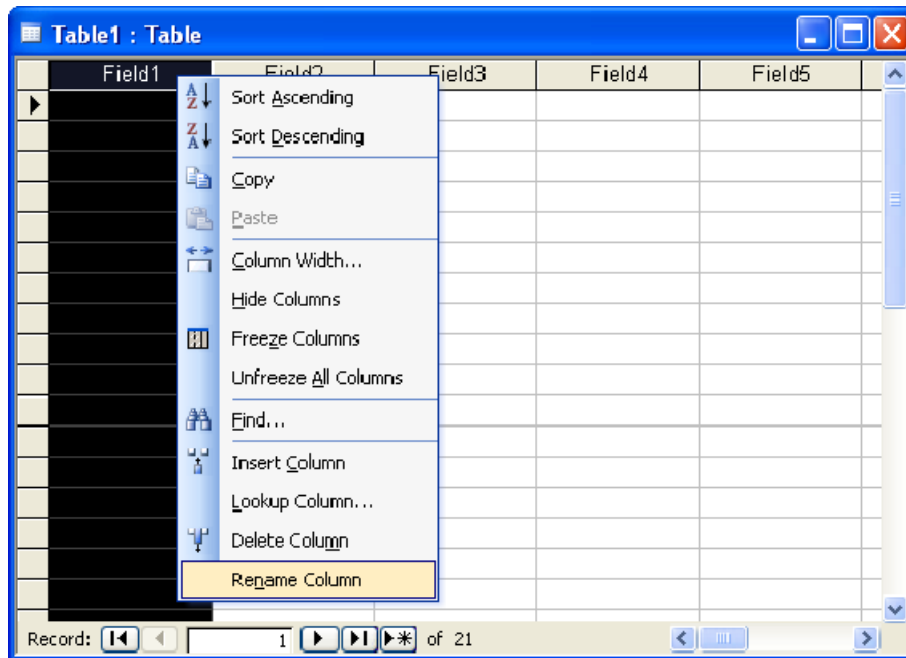 Table1 : Table
Field1 Field2 Field3 Field4 Field5
Sort Ascending
Sort Descending
Copy
Paste
Column Width...
Hide Columns
Freeze Columns
Unfreeze All Columns
Find...
Insert Column
Lookup Column...
Delete Column
Rename Column
Record: 1 of 21